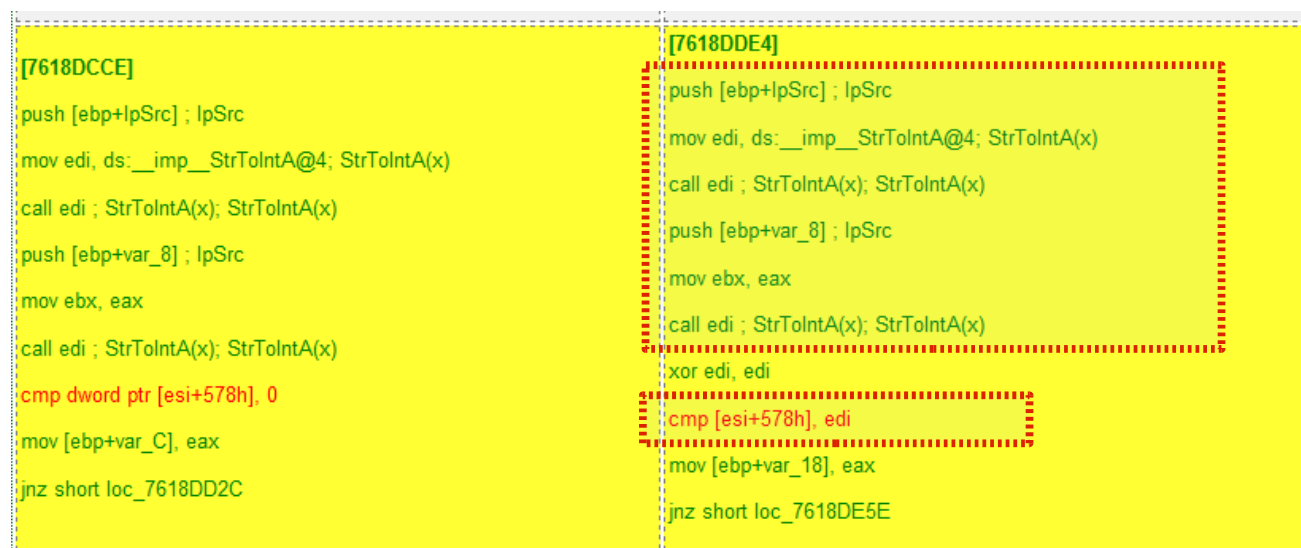 [7618DCCE]
push [ebp+lpSrc] ; lpSrc
mov edi, ds:__imp__StrToIntA@4; StrToIntA(x)
call edi ; StrToIntA(x); StrToIntA(x)
push [ebp+var_8] ; lpSrc
mov ebx, eax
call edi ; StrToIntA(x); StrToIntA(x)
cmp dword ptr [esi+578h], 0
mov [ebp+var_C], eax
jnz short loc_7618DD2C
[7618DDE4]
push [ebp+lpSrc] ; lpSrc
mov edi, ds:__imp__StrToIntA@4; StrToIntA(x)
call edi ; StrToIntA(x); StrToIntA(x)
push [ebp+var_8] ; lpSrc
mov ebx, eax
call edi ; StrToIntA(x); StrToIntA(x)
xor edi, edi
cmp [esi+578h], edi
mov [ebp+var_18], eax
jnz short loc_7618DE5E